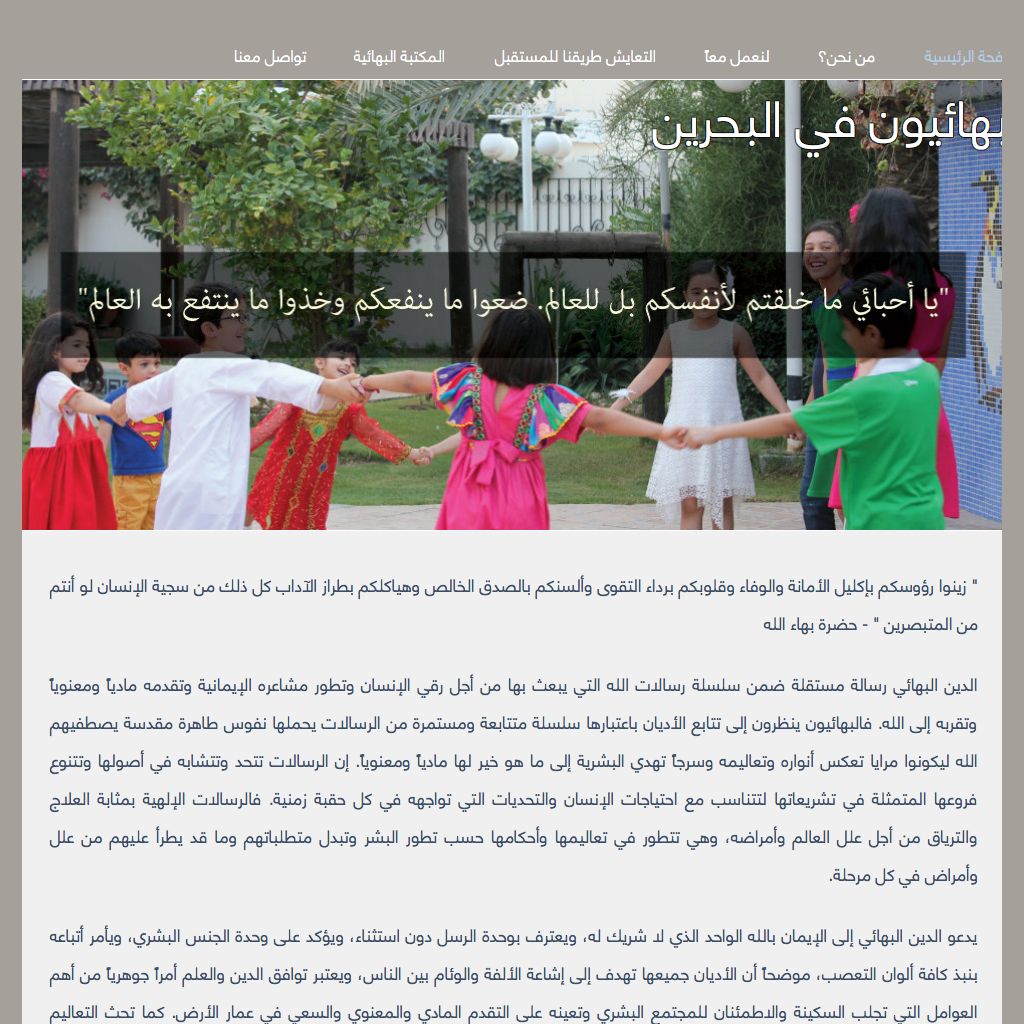 فحة الرئيسية من نحن؟ لنعمل معاً التعايش طريقنا للمستقبل المكتبة البهائية تواصل معنا
بهائيون في البحرين
"يا أحبائي ما خلقتم لأنفسكم بل للعالم. ضعوا ما ينفعكم وخذوا ما ينتفع به العالم"
" زينوا رؤوسكم بإكليل الأمانة والوفاء وقلوبكم برداء التقوى وألسنكم بالصدق الخالص وهياكلكم بطراز الآداب كل ذلك من سجية الإنسان لو أنتم
من المتبصرين " - حضرة بهاء الله
الدين البهائي رسالة مستقلة ضمن سلسلة رسالات الله التي يبعث بها من أجل رقي الإنسان وتطور مشاعره الإيمانية وتقدمه مادياً ومعنوياً
وتقربه إلى الله. فالبهائيون ينظرون إلى تتابع الأديان باعتبارها سلسلة متتابعة ومستمرة من الرسالات يحملها نفوس طاهرة مقدسة يصطفيهم
الله ليكونوا مرايا تعكس أنواره وتعاليمه وسرجاً تهدي البشرية إلى ما هو خير لها مادياً ومعنوياً. إن الرسالات تتحد وتتشابه في أصولها وتتنوع
فروعها المتمثلة في تشريعاتها لتتناسب مع احتياجات الإنسان والتحديات التي تواجهه في كل حقبة زمنية. فالرسالات الإلهية بمثابة العلاج
والترياق من أجل علل العالم وأمراضه، وهي تتطور في تعاليمها وأحكامها حسب تطور البشر وتبدل متطلباتهم وما قد يطرأ عليهم من علل
وأمراض في كل مرحلة.
يدعو الدين البهائي إلى الإيمان بالله الواحد الذي لا شريك له، ويعترف بوحدة الرسل دون استثناء، ويؤكد على وحدة الجنس البشري، ويأمر أتباعه
بنبذ كافة ألوان التعصب، موضحاً أن الأديان جميعها تهدف إلى إشاعة الألفة والوئام بين الناس، ويعتبر توافق الدين والعلم أمراً جوهرياً من أهم
العوامل التي تجلب السكينة والاطمئنان للمجتمع البشري وتعينه على التقدم المادي والمعنوي والسعي في عمار الأرض. كما تحث التعاليم